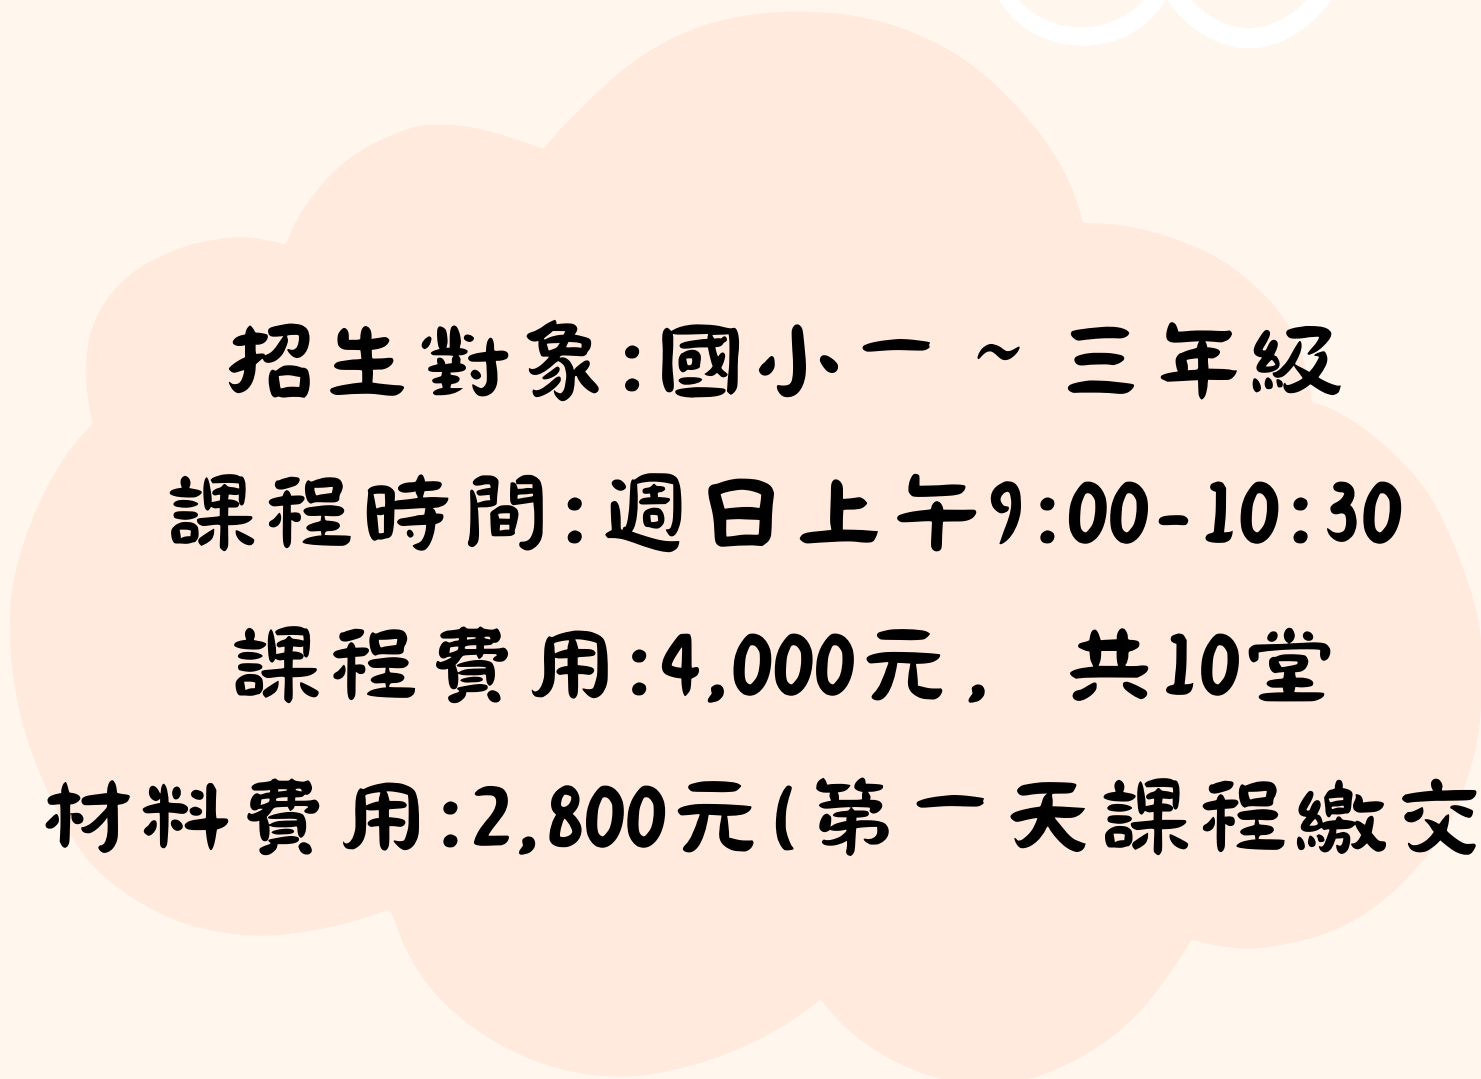 招生對象:國小一~三年級
課程時間:週日上午9:00-10:30
課程費用:4,000元, 共10堂
材料費用:2,800元(第一天課程繳交